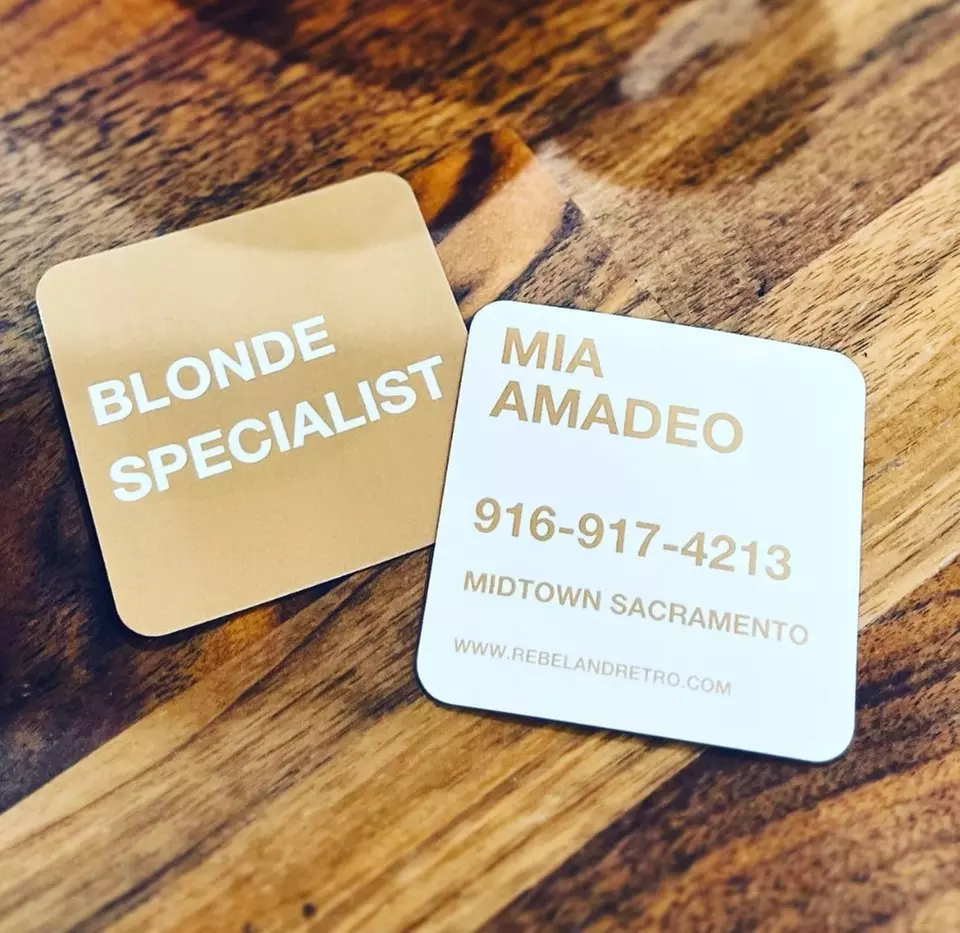 BLONDE
SPECIALIST
MIA
AMADEO
916-917-4213
MIDTOWN SACRAMENTO
WWW.REBELANDRETRO.COM